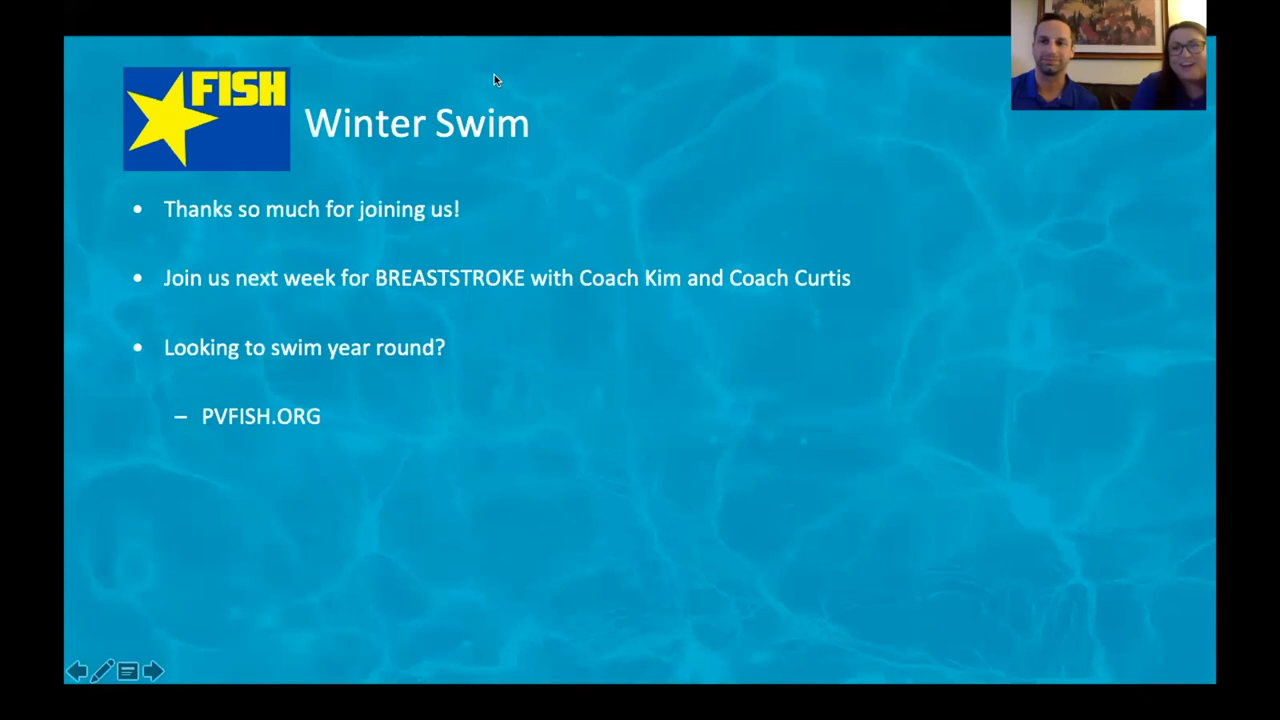 FISH
Winter Swim
• Thanks so much for joining us!
• Join us next week for BREASTSTROKE with Coach Kim and Coach Curtis
• Looking to swim year round?
– PVFISH.ORG